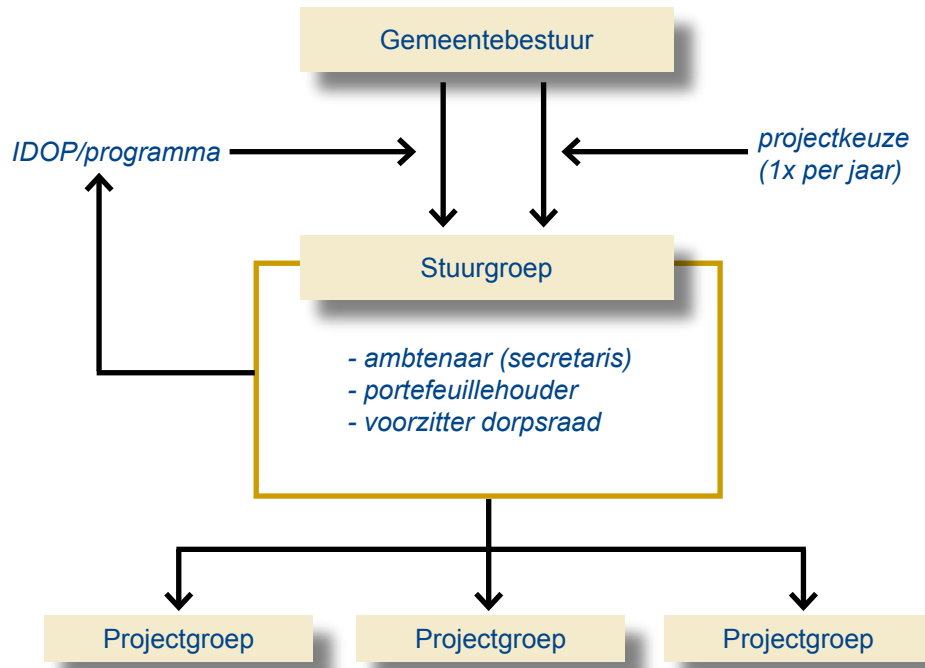 Gemeentebestuur
IDOP/programma
projectkeuze
(1x per jaar)
Stuurgroep
- ambtenaar (secretaris)
- portefeuillehouder
- voorzitter dorpsraad
Projectgroep
Projectgroep
Projectgroep